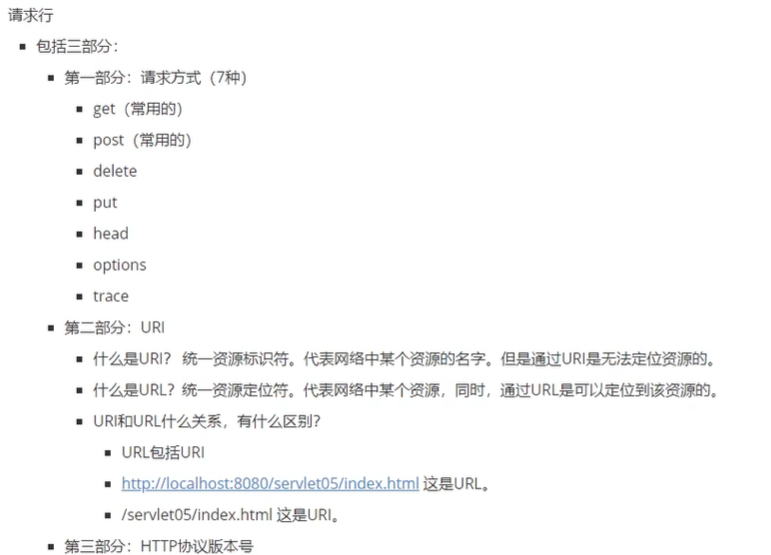 请求行
包括三部分：
第一部分：请求方式（7种）
get（常用的）
post（常用的）
delete
put
head
options
trace
第二部分：URI
什么是URI？ 统一资源标识符。代表网络中某个资源的名字。但是通过URI是无法定位资源的。
什么是URL？统一资源定位符。代表网络中某个资源，同时，通过URL是可以定位到该资源的。
URI和URL什么关系，有什么区别？
URL包括URI
http://localhost:8080/servlet05/index.html 这是URL。
/servlet05/index.html 这是URI。
第三部分：HTTP协议版本号